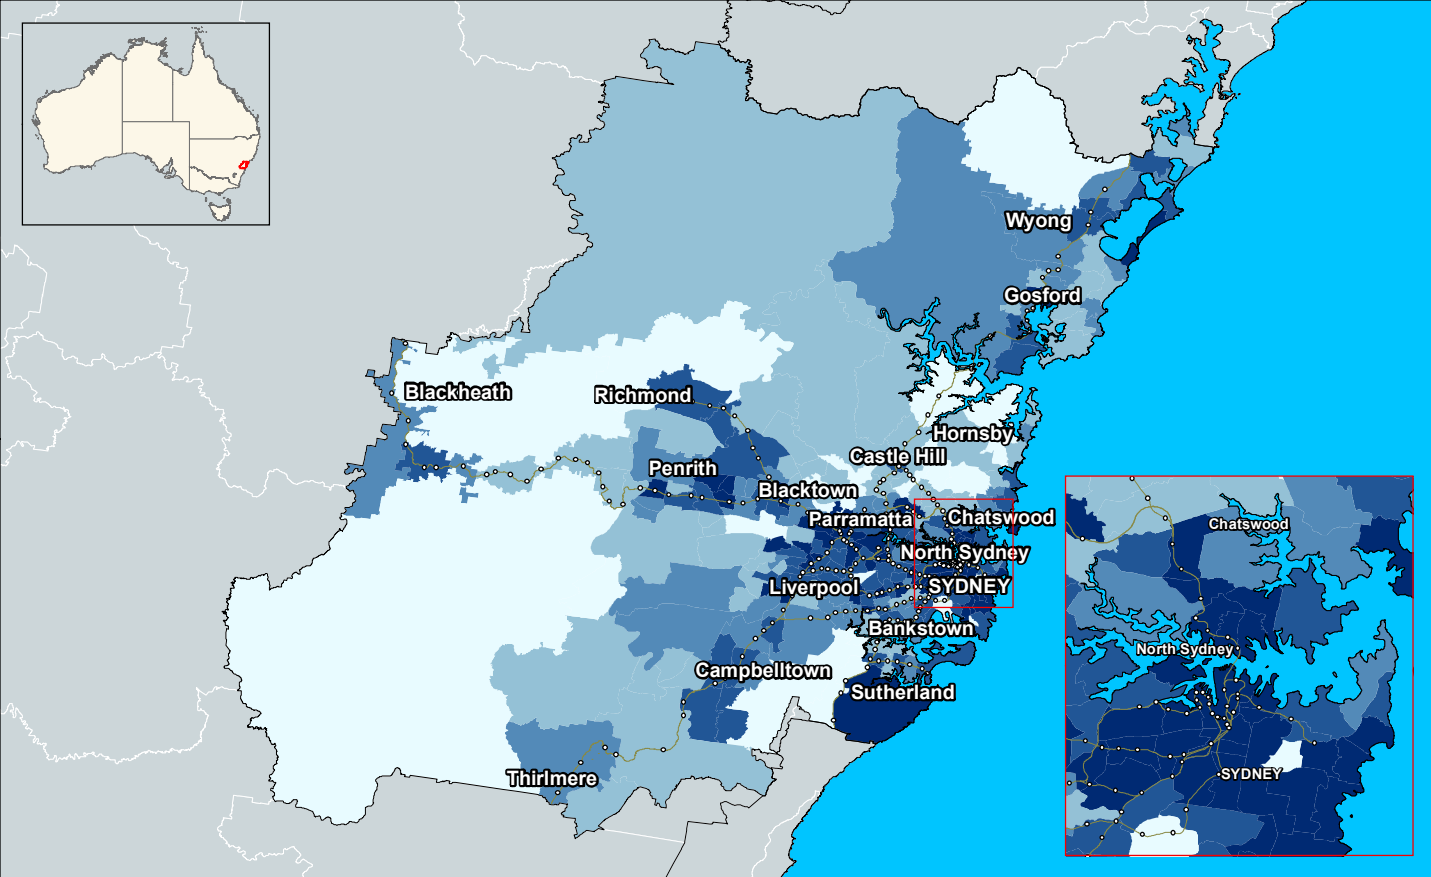 Wyong
Gosford
Blackheath
Richmond
Hornsby
Castle Hill
Penrith
Blacktown
Parramatta
Chatswood
North Sydney
Liverpool
SYDNEY
Bankstown
Campbelltown
Sutherland
Thirlmere
Chatswood
North Sydney
SYDNEY